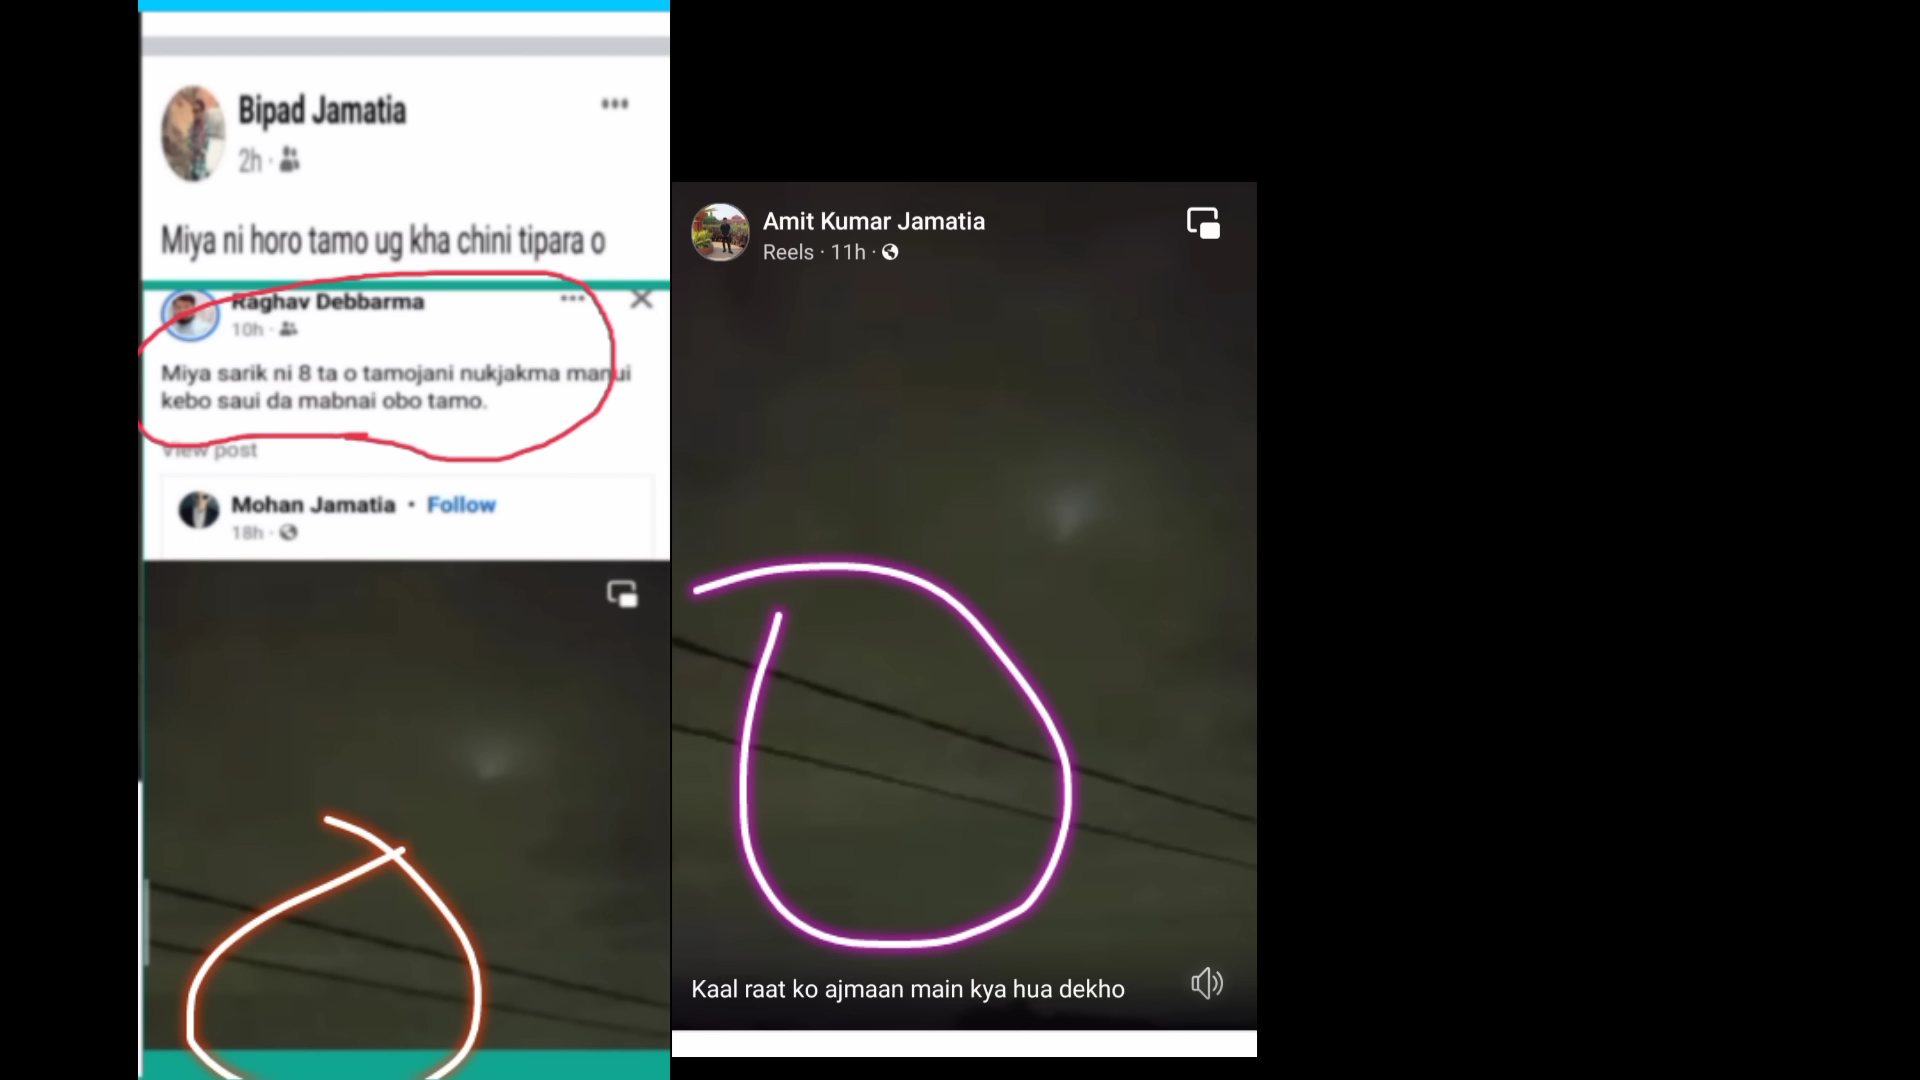 Bipad Jamatia
2h ·
Miya ni horo tamo ug kha chini tipara o
Raghav Debbarma
10h ·
Miya sarik ni 8 ta o tamojani nukjakma manui
kebo saui da mabnai obo tamo.
View post
Mohan Jamatia · Follow
18h ·
Amit Kumar Jamatia
Reels · 11h ·
Kaal raat ko ajmaan main kya hua dekho